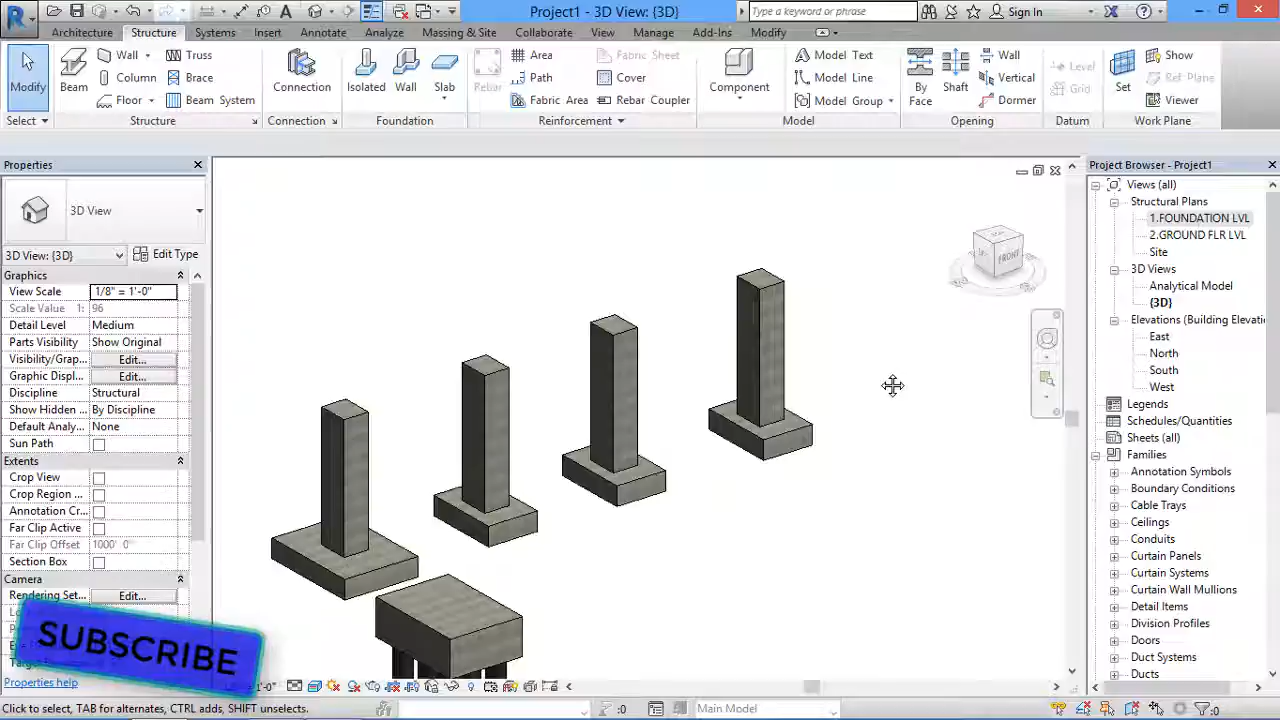 Project1 - 3D View: {3D}
Type a keyword or phrase
Sign In
Architecture Structure Systems Insert Annotate Analyze Massing & Site Collaborate View Manage Add-Ins Modify
Modify
Select
Beam
Wall
Column
Floor
Truss
Brace
Beam System
Structure
Connection
Connection
Isolated
Wall
Slab
Foundation
Rebar
Area
Path
Fabric Area
Fabric Sheet
Cover
Rebar Coupler
Reinforcement
Component
Model Text
Model Line
Model Group
Model
By Face
Shaft
Wall
Vertical
Dormer
Opening
Level
Grid
Datum
Set
Show
Ref Plane
Viewer
Work Plane
Properties
3D View
3D View: {3D}
Edit Type
Graphics
View Scale 1/8" = 1'-0"
Scale Value 1: 96
Detail Level Medium
Parts Visibility Show Original
Visibility/Grap... Edit...
Graphic Displ... Edit...
Discipline Structural
Show Hidden ... By Discipline
Default Analy... None
Sun Path
Extents
Crop View
Crop Region ...
Annotation Cr...
Far Clip Active
Far Clip Offset 1000' 0"
Section Box
Camera
Rendering Set... Edit...
SUBSCRIBE
Properties help
FRONT
Project Browser - Project1
Views (all)
Structural Plans
1.FOUNDATION LVL
2.GROUND FLR LVL
Site
3D Views
Analytical Model
{3D}
Elevations (Building Elevatio
East
North
South
West
Legends
Schedules/Quantities
Sheets (all)
Families
Annotation Symbols
Boundary Conditions
Cable Trays
Ceilings
Conduits
Curtain Panels
Curtain Systems
Curtain Wall Mullions
Detail Items
Division Profiles
Doors
Duct Systems
Ducts
Click to select, TAB for alternates, CTRL adds, SHIFT unselects.
:0
Main Model
:0